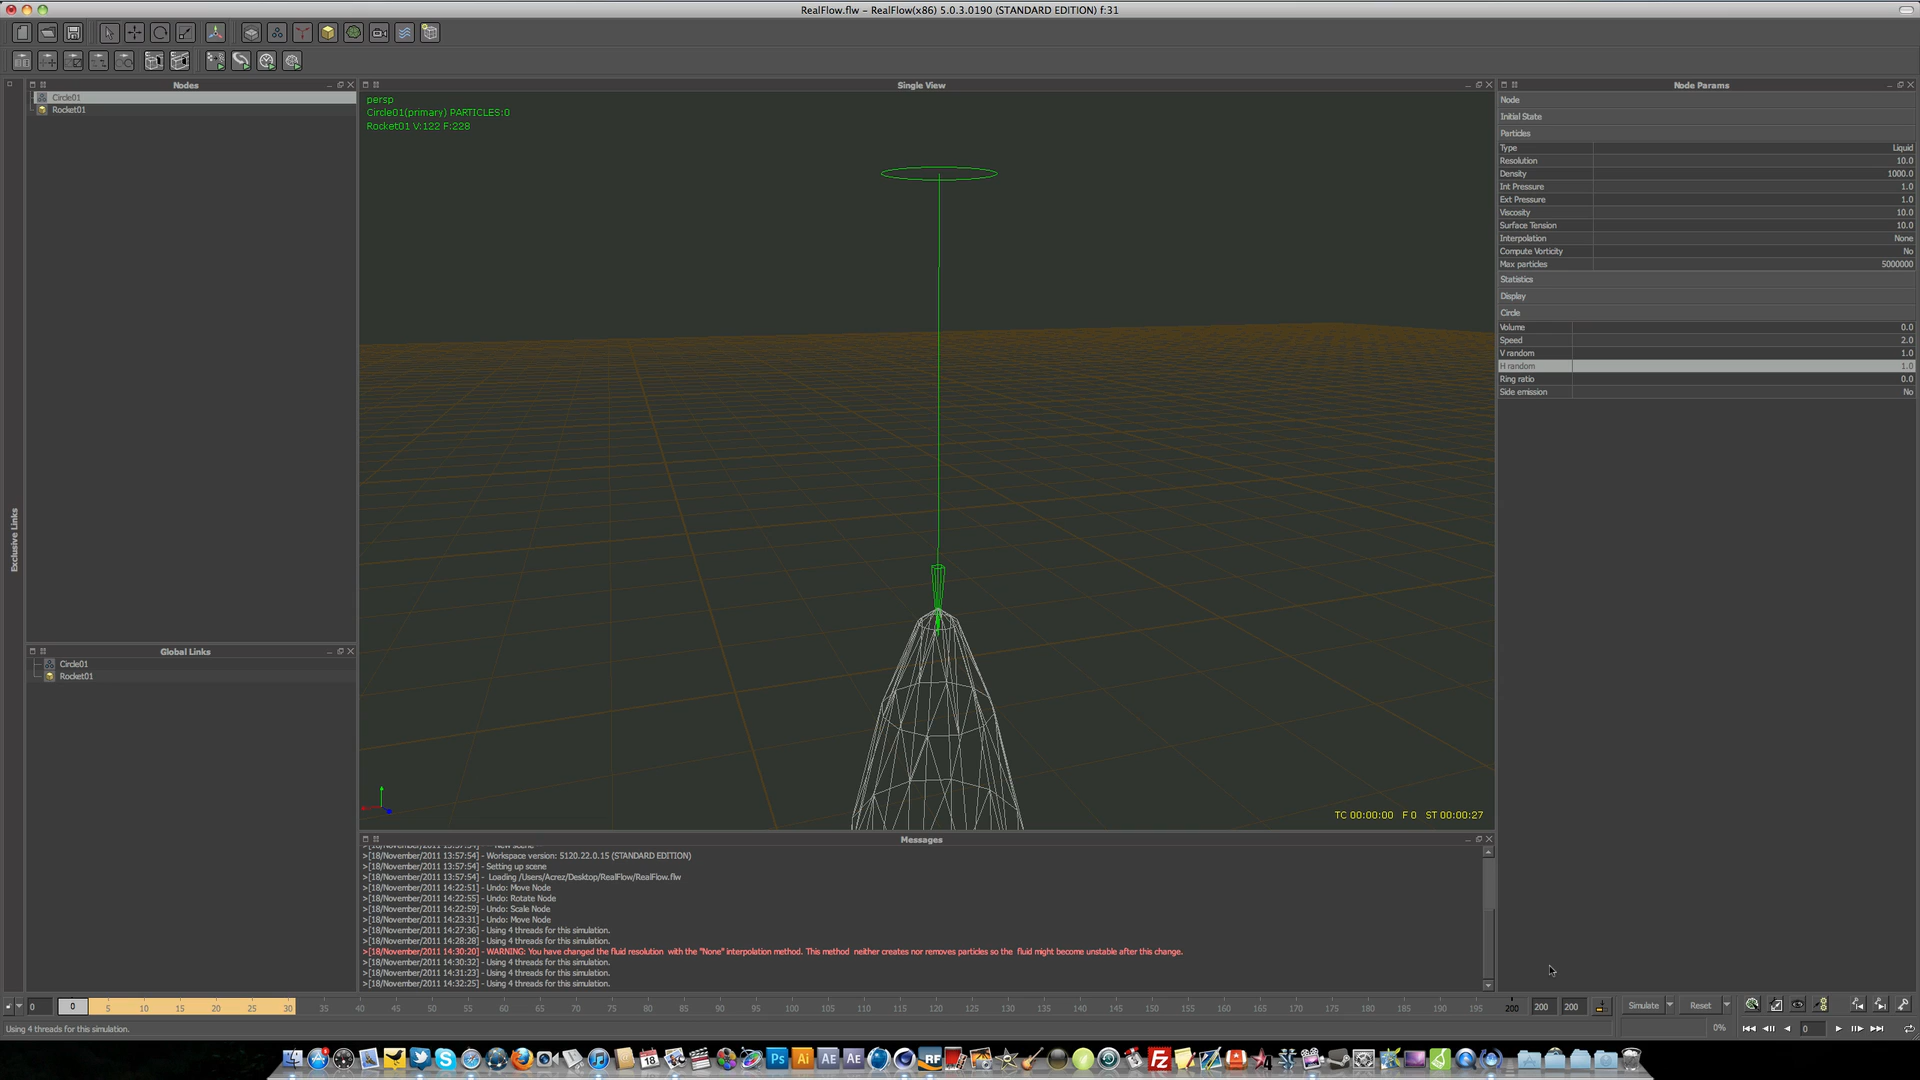 RealFlow.flw – RealFlow(x86) 5.0.3.0190 (STANDARD EDITION) f:31
Nodes
Circle01
Rocket01
Exclusive Links
Global Links
Circle01
Rocket01
Single View
persp
Circle01(primary) PARTICLES:0
Rocket01 V:122 F:228
TC 00:00:00 F 0 ST 00:00:27
Messages
>[18/November/2011 13:57:54] - Workspace version: 5120.22.0.15 (STANDARD EDITION)
>[18/November/2011 13:57:54] - Setting up scene
>[18/November/2011 13:57:54] - Loading /Users/Acrez/Desktop/RealFlow/RealFlow.flw
>[18/November/2011 14:22:51] - Undo: Move Node
>[18/November/2011 14:22:55] - Undo: Rotate Node
>[18/November/2011 14:22:59] - Undo: Scale Node
>[18/November/2011 14:23:31] - Undo: Move Node
>[18/November/2011 14:27:36] - Using 4 threads for this simulation.
>[18/November/2011 14:28:28] - Using 4 threads for this simulation.
>[18/November/2011 14:30:20] - WARNING: You have changed the fluid resolution with the "None" interpolation method. This method neither creates nor removes particles so the fluid might become unstable after this change.
>[18/November/2011 14:30:32] - Using 4 threads for this simulation.
>[18/November/2011 14:31:23] - Using 4 threads for this simulation.
>[18/November/2011 14:32:25] - Using 4 threads for this simulation.
Node Params
Node
Initial State
Particles
Type Liquid
Resolution 10.0
Density 1000.0
Int Pressure 1.0
Ext Pressure 1.0
Viscosity 10.0
Surface Tension 10.0
Interpolation None
Compute Vorticity No
Max particles 5000000
Statistics
Display
Circle
Volume 0.0
Speed 2.0
V random 1.0
H random 1.0
Ring ratio 0.0
Side emission No
0 0 5 10 15 20 25 30 35 40 45 50 55 60 65 70 75 80 85 90 95 100 105 110 115 120 125 130 135 140 145 150 155 160 165 170 175 180 185 190 195 200 200 200 Simulate Reset
Using 4 threads for this simulation. 0% 0
18 Ps Ai AE AE RF FZ